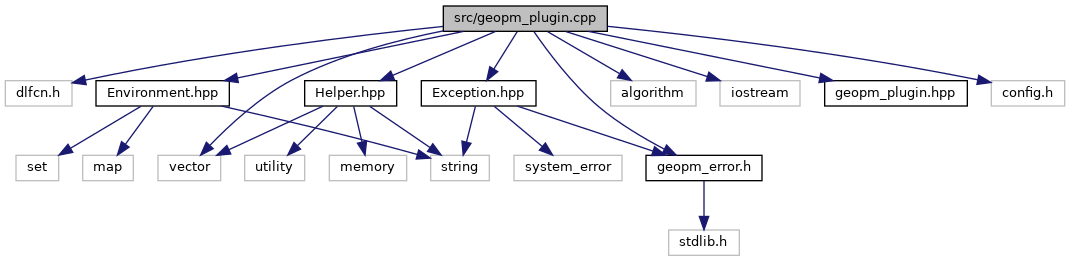 src/geopm_plugin.cpp
dlfcn.h
Environment.hpp
Helper.hpp
Exception.hpp
algorithm
iostream
geopm_plugin.hpp
config.h
set
map
vector
utility
memory
string
system_error
geopm_error.h
stdlib.h